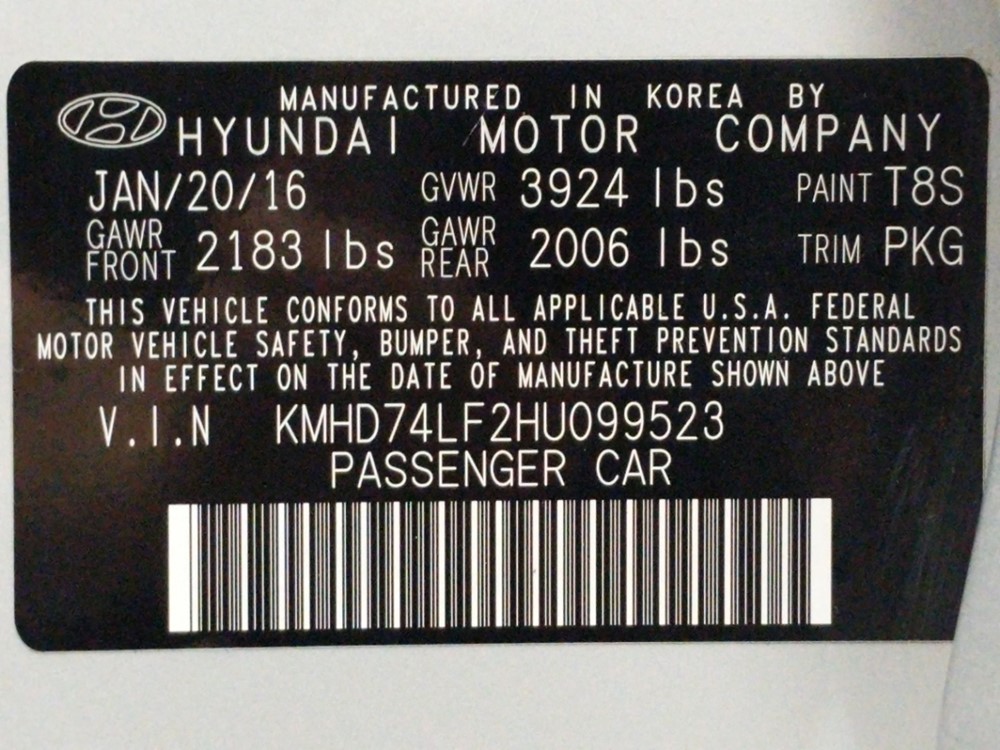 MANUFACTURED IN KOREA BY
HYUNDAI MOTOR COMPANY
JAN/20/16 GVWR 3924 lbs PAINT T8S
GAWR FRONT 2183 lbs GAWR REAR 2006 lbs TRIM PKG
THIS VEHICLE CONFORMS TO ALL APPLICABLE U.S.A. FEDERAL
MOTOR VEHICLE SAFETY, BUMPER, AND THEFT PREVENTION STANDARDS
IN EFFECT ON THE DATE OF MANUFACTURE SHOWN ABOVE
V.I.N KMHD74LF2HU099523
PASSENGER CAR